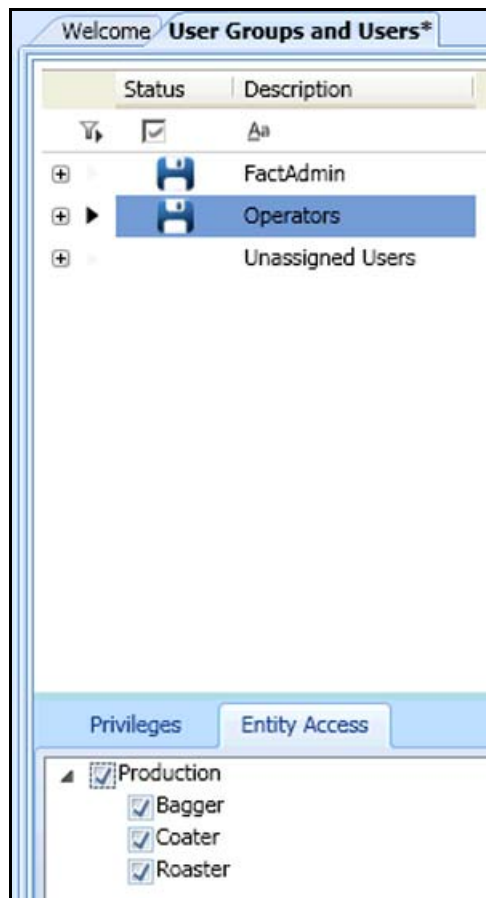 Welcome User Groups and Users*
Status Description
Aa
FactAdmin
Operators
Unassigned Users
Privileges Entity Access
Production
Bagger
Coater
Roaster